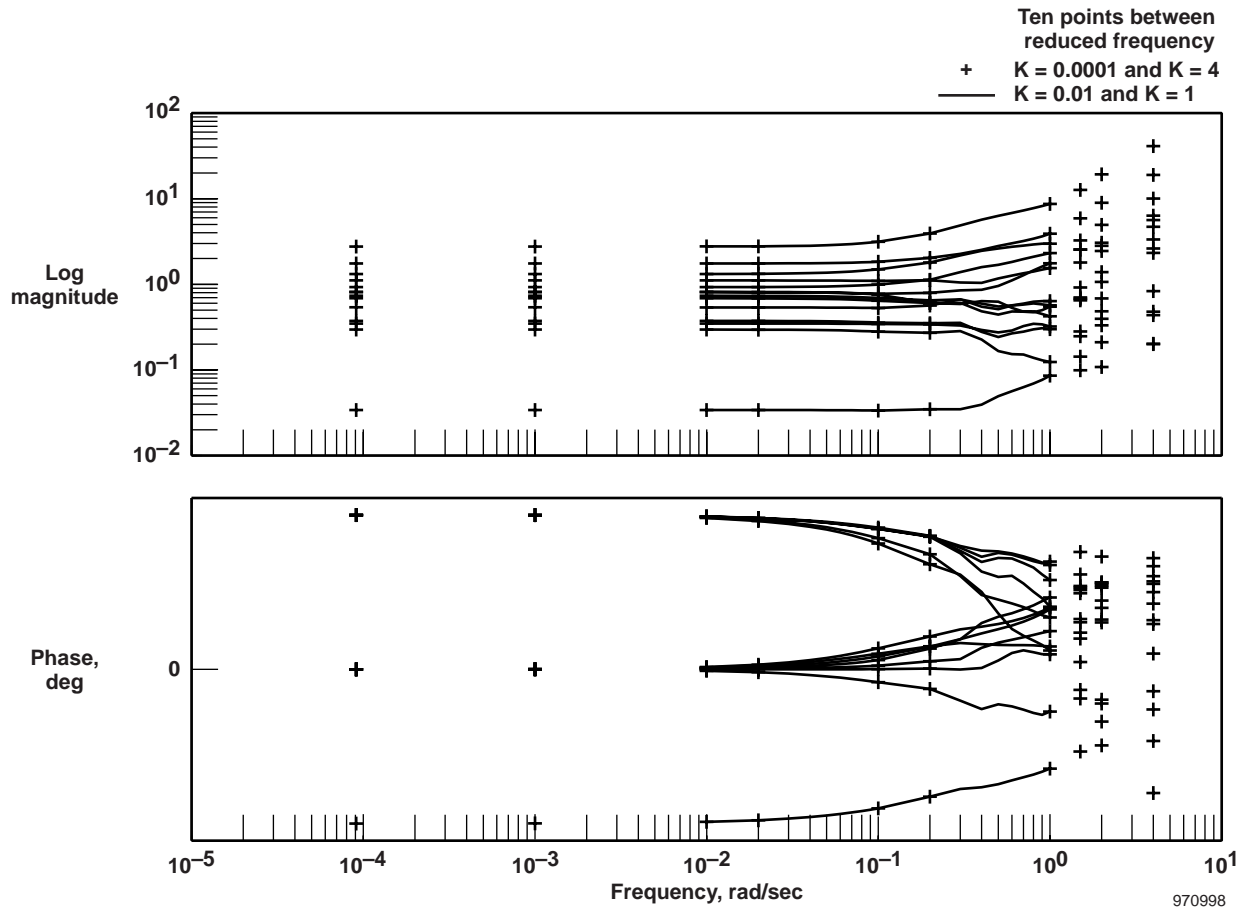 Ten points between
reduced frequency
+ K = 0.0001 and K = 4
K = 0.01 and K = 1
10²
10¹
10⁰
10⁻¹
10⁻²
Log
magnitude
Phase,
deg
0
10⁻⁵ 10⁻⁴ 10⁻³ 10⁻² 10⁻¹ 10⁰ 10¹
Frequency, rad/sec
970998